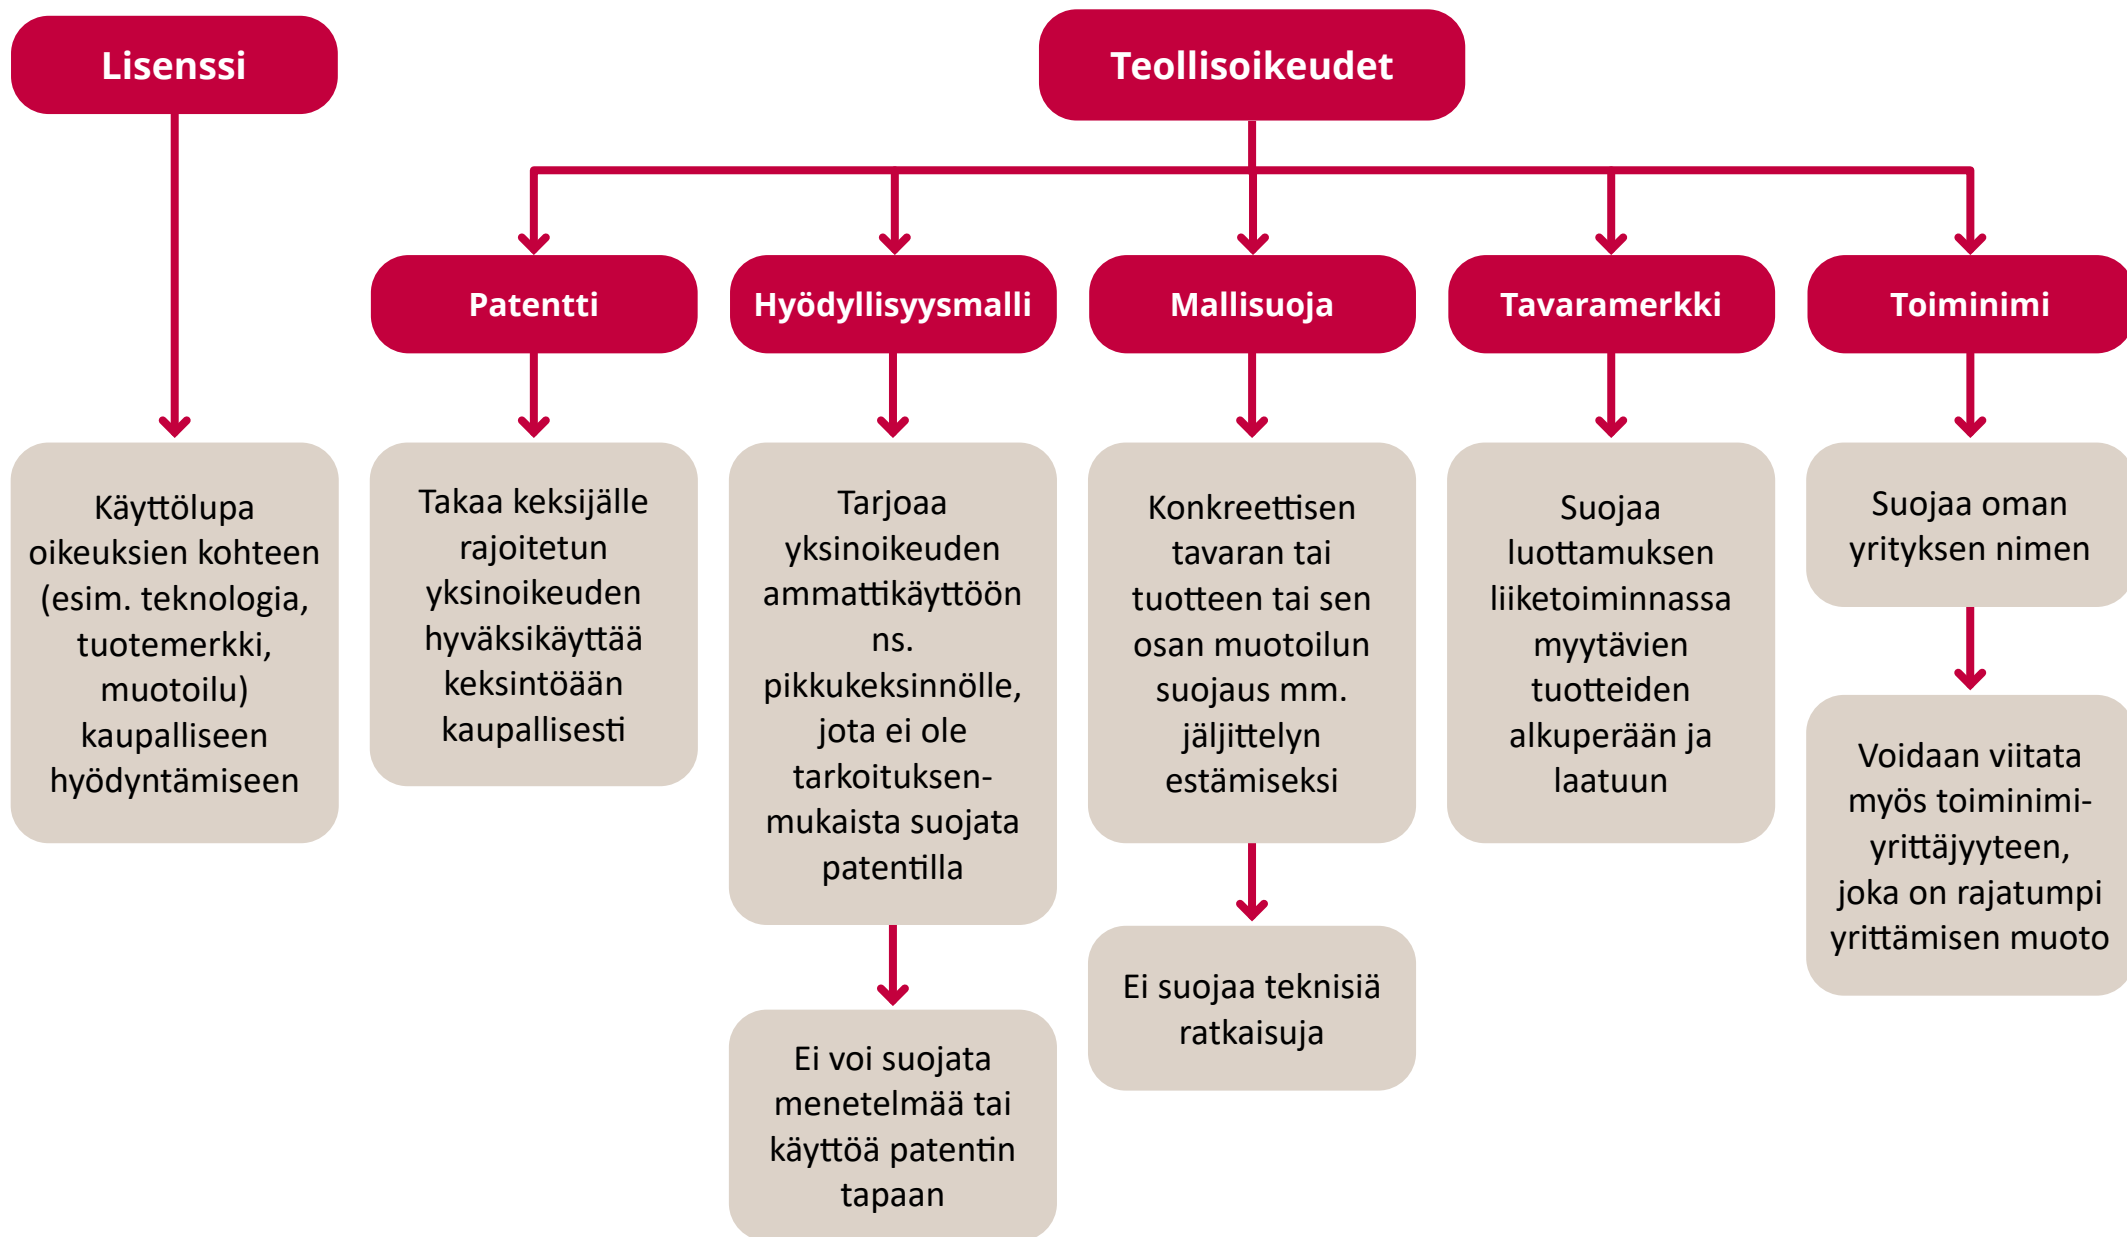 Lisenssi
Käyttölupa
oikeuksien kohteen
(esim. teknologia,
tuotemerkki,
muotoilu)
kaupalliseen
hyödyntämiseen
Teollisoikeudet
Patentti
Takaa keksijälle
rajoitetun
yksinoikeuden
hyväksikäyttää
keksintöään
kaupallisesti
Hyödyllisyysmalli
Tarjoaa
yksinoikeuden
ammattikäyttöön
ns.
pikkukeksinnölle,
jota ei ole
tarkoituksen-
mukaista suojata
patentilla
Ei voi suojata
menetelmää tai
käyttöä patentin
tapaan
Mallisuoja
Konkreettisen
tavaran tai
tuotteen tai sen
osan muotoilun
suojaus mm.
jäljittelyn
estämiseksi
Ei suojaa teknisiä
ratkaisuja
Tavaramerkki
Suojaa
luottamuksen
liiketoiminnassa
myytävien
tuotteiden
alkuperään ja
laatuun
Toiminimi
Suojaa oman
yrityksen nimen
Voidaan viitata
myös toiminimi-
yrittäjyyteen,
joka on rajatumpi
yrittämisen muoto